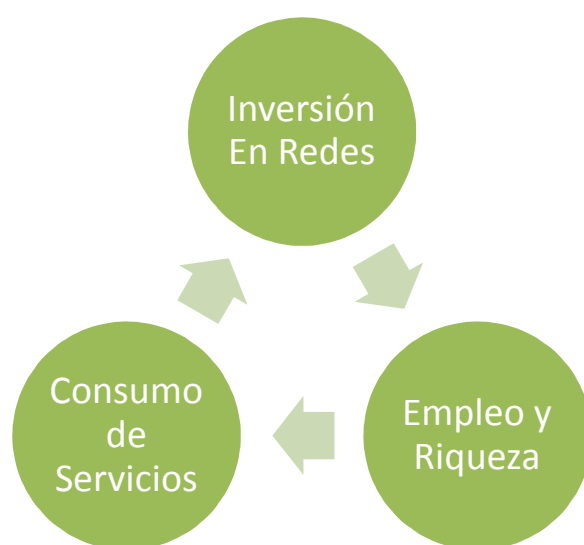 Inversión
En Redes
Consumo
de
Servicios
Empleo y
Riqueza